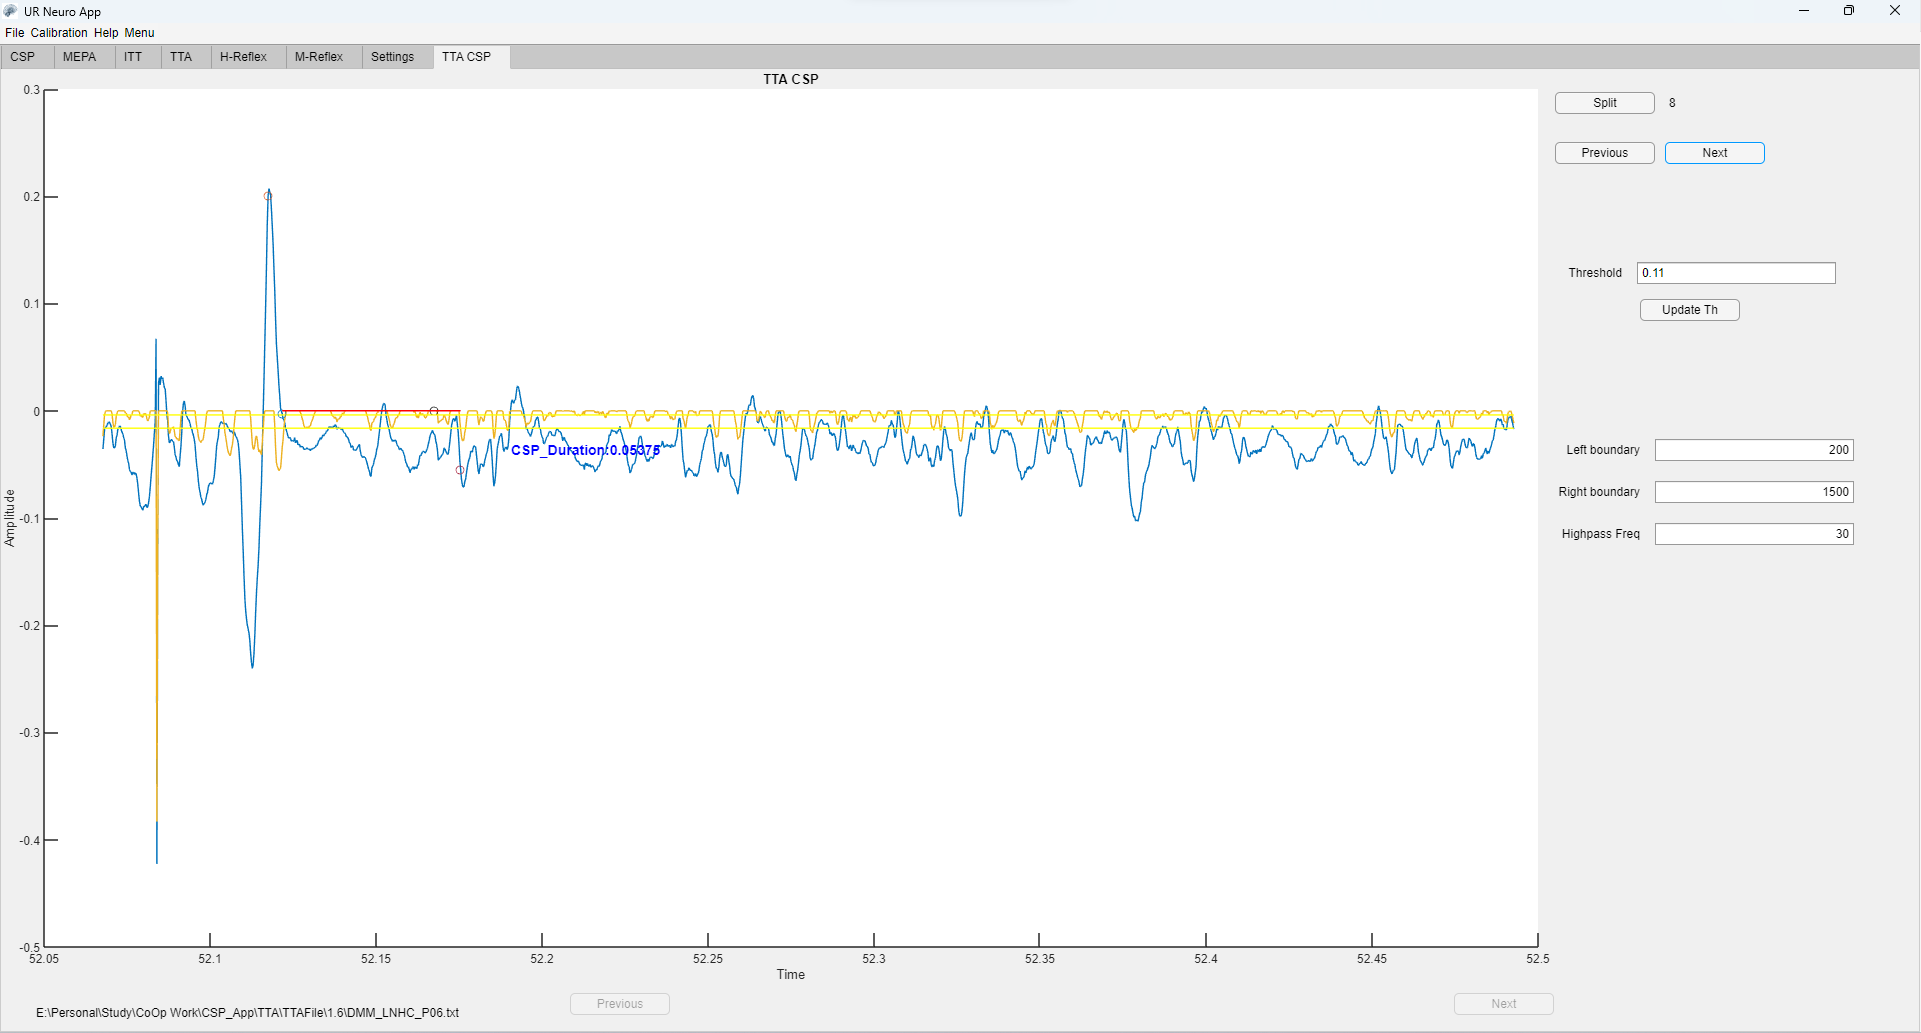 UR Neuro App
File Calibration Help Menu
CSP MEPA ITT TTA H-Reflex M-Reflex Settings TTA CSP
TTA CSP
0.3
0.2
0.1
0
-0.1
-0.2
-0.3
-0.4
-0.5
Amplitude
CSP_Duration:0.05375
52.05 52.1 52.15 52.2 52.25 52.3 52.35 52.4 52.45 52.5
Time
Split 8
Previous Next
Threshold 0.11
Update Th
Left boundary 200
Right boundary 1500
Highpass Freq 30
Previous Next
E:\Personal\Study\CoOp Work\CSP_App\TTA\TTAFile\1.6\DMM_LNHC_P06.txt